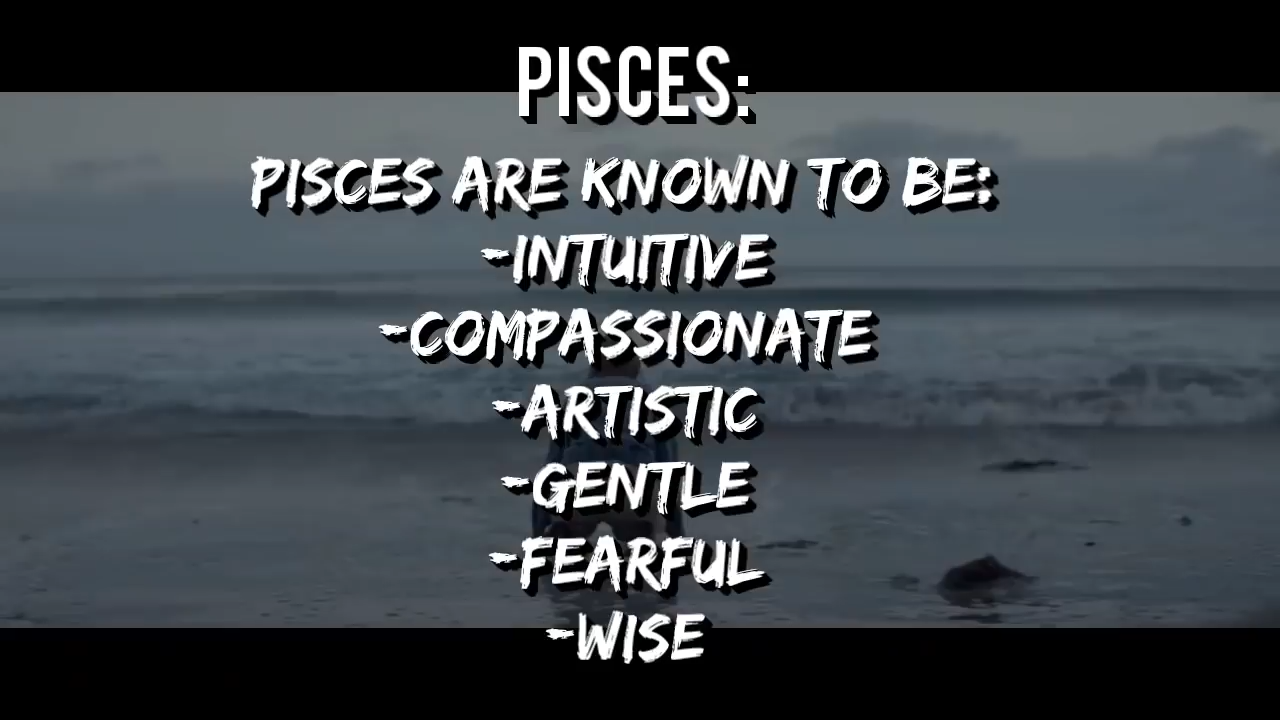 PISCES:
PISCES ARE KNOWN TO BE:
-INTUITIVE
-COMPASSIONATE
-ARTISTIC
-GENTLE
-FEARFUL
-WISE